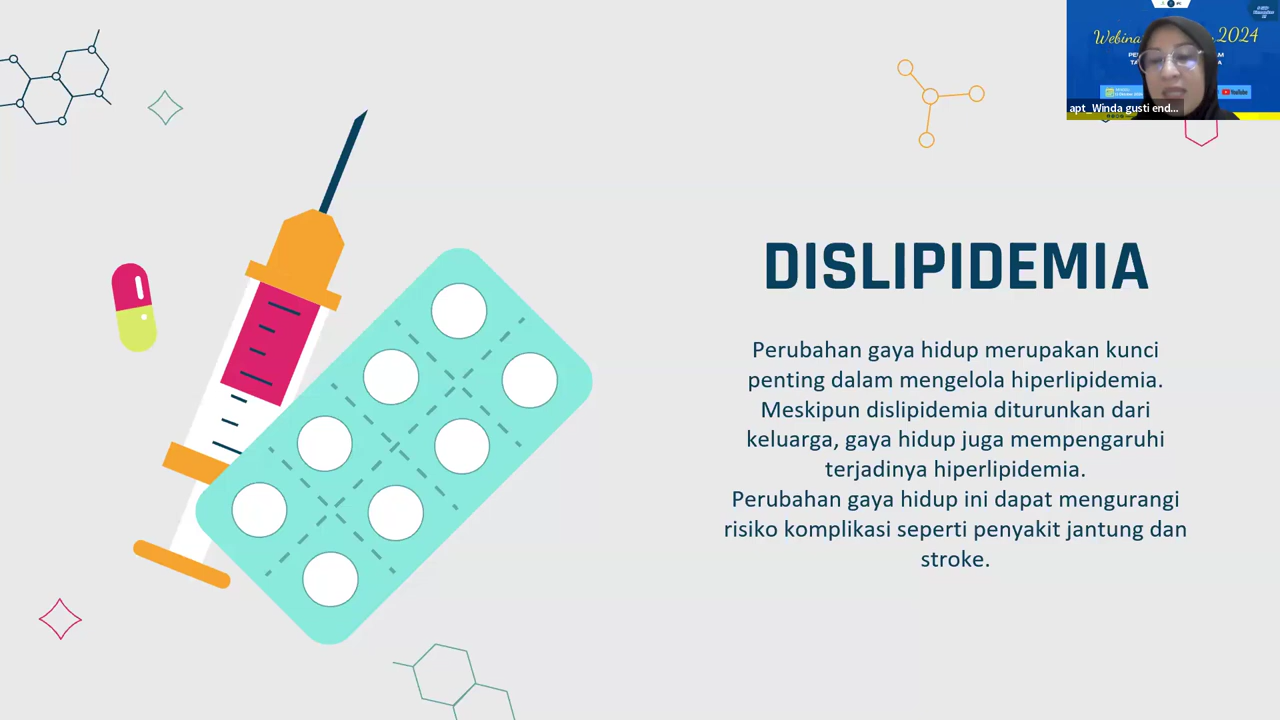 Webina
2024
YouTube
apt_Winda gusti end...
DISLIPIDEMIA
Perubahan gaya hidup merupakan kunci
penting dalam mengelola hiperlipidemia.
Meskipun dislipidemia diturunkan dari
keluarga, gaya hidup juga mempengaruhi
terjadinya hiperlipidemia.
Perubahan gaya hidup ini dapat mengurangi
risiko komplikasi seperti penyakit jantung dan
stroke.